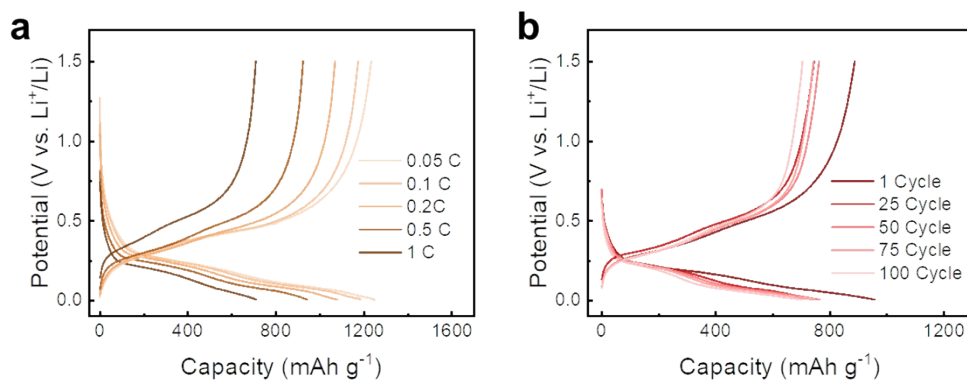 a
Potential (V vs. Li⁺/Li)
1.5
1.0
0.5
0.0
0.05 C
0.1 C
0.2C
0.5 C
1 C
0 400 800 1200 1600
Capacity (mAh g⁻¹)
b
Potential (V vs. Li⁺/Li)
1.5
1.0
0.5
0.0
1 Cycle
25 Cycle
50 Cycle
75 Cycle
100 Cycle
0 400 800 1200
Capacity (mAh g⁻¹)